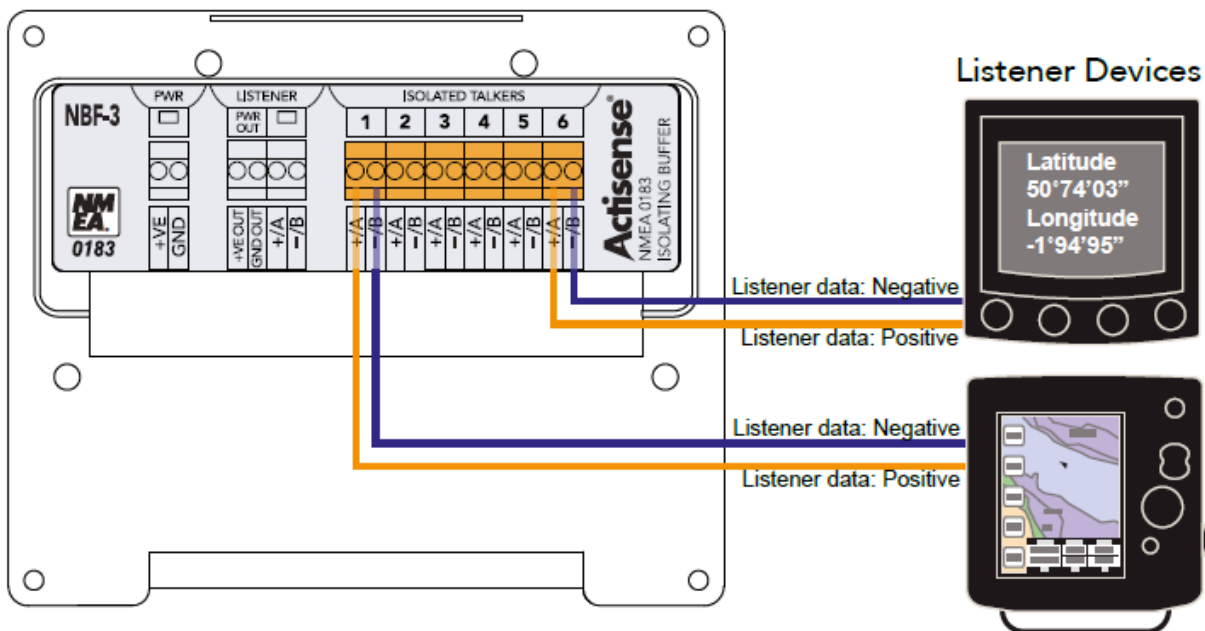 Listener Devices
PWR
LISTENER
ISOLATED TALKERS
NBF-3
PWR
OUT
1 2 3 4 5 6
NM
EA.
0183
+VE
GND
+VE OUT
GND OUT
+/A
−/B
+/A
−/B
+/A
−/B
+/A
−/B
+/A
−/B
+/A
−/B
+/A
−/B
Actisense®
NMEA 0183
ISOLATING BUFFER
Latitude
50°74’03”
Longitude
-1°94’95”
Listener data: Negative
Listener data: Positive
Listener data: Negative
Listener data: Positive